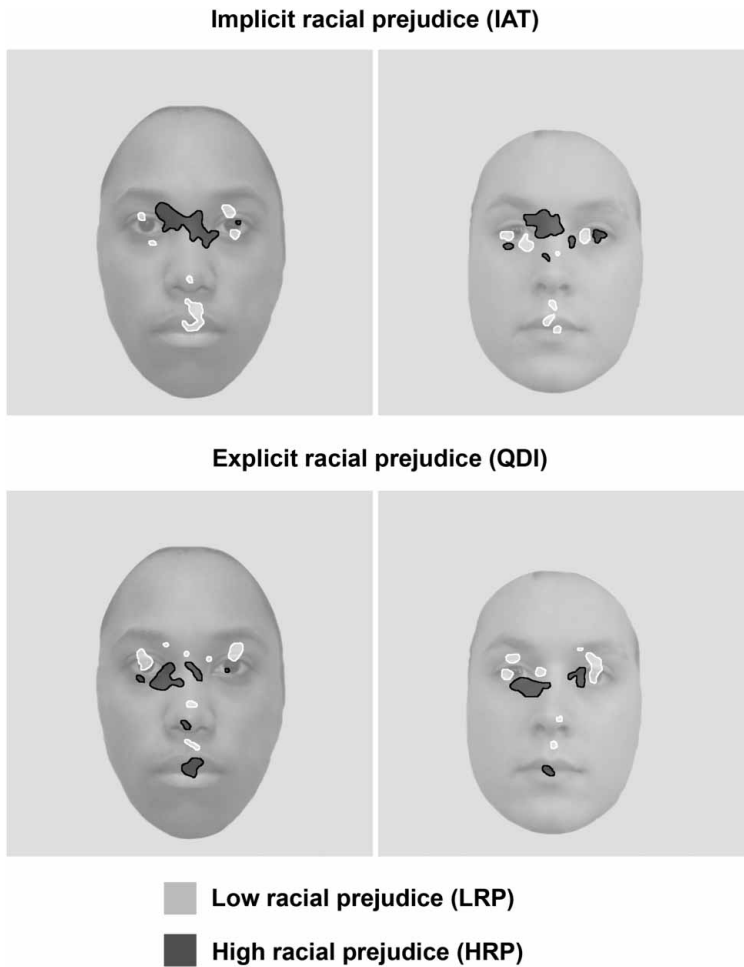 Implicit racial prejudice (IAT)
Explicit racial prejudice (QDI)
Low racial prejudice (LRP)
High racial prejudice (HRP)